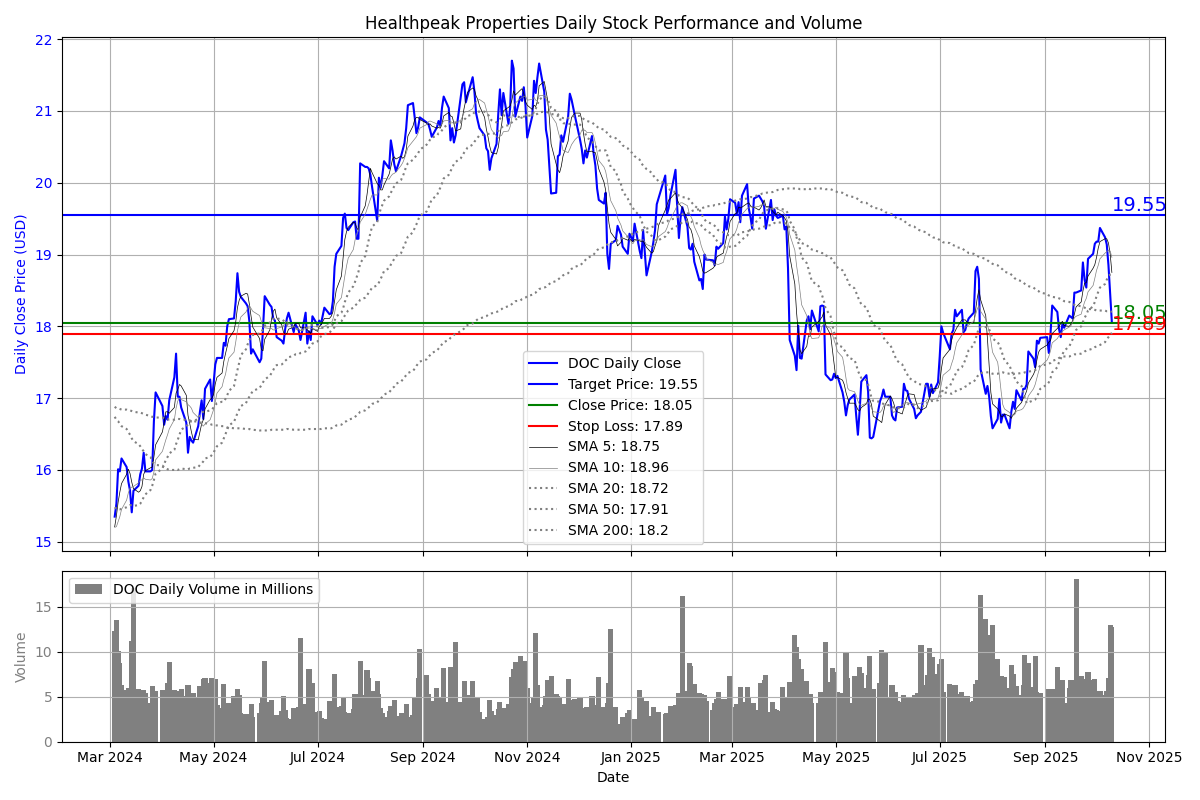 Healthpeak Properties Daily Stock Performance and Volume
22
21
20
19
18
17
16
15
Daily Close Price (USD)
19.55
18.05
17.89
DOC Daily Close
Target Price: 19.55
Close Price: 18.05
Stop Loss: 17.89
SMA 5: 18.75
SMA 10: 18.96
SMA 20: 18.72
SMA 50: 17.91
SMA 200: 18.2
DOC Daily Volume in Millions
15
10
5
0
Volume
Mar 2024 May 2024 Jul 2024 Sep 2024 Nov 2024 Jan 2025 Mar 2025 May 2025 Jul 2025 Sep 2025 Nov 2025
Date